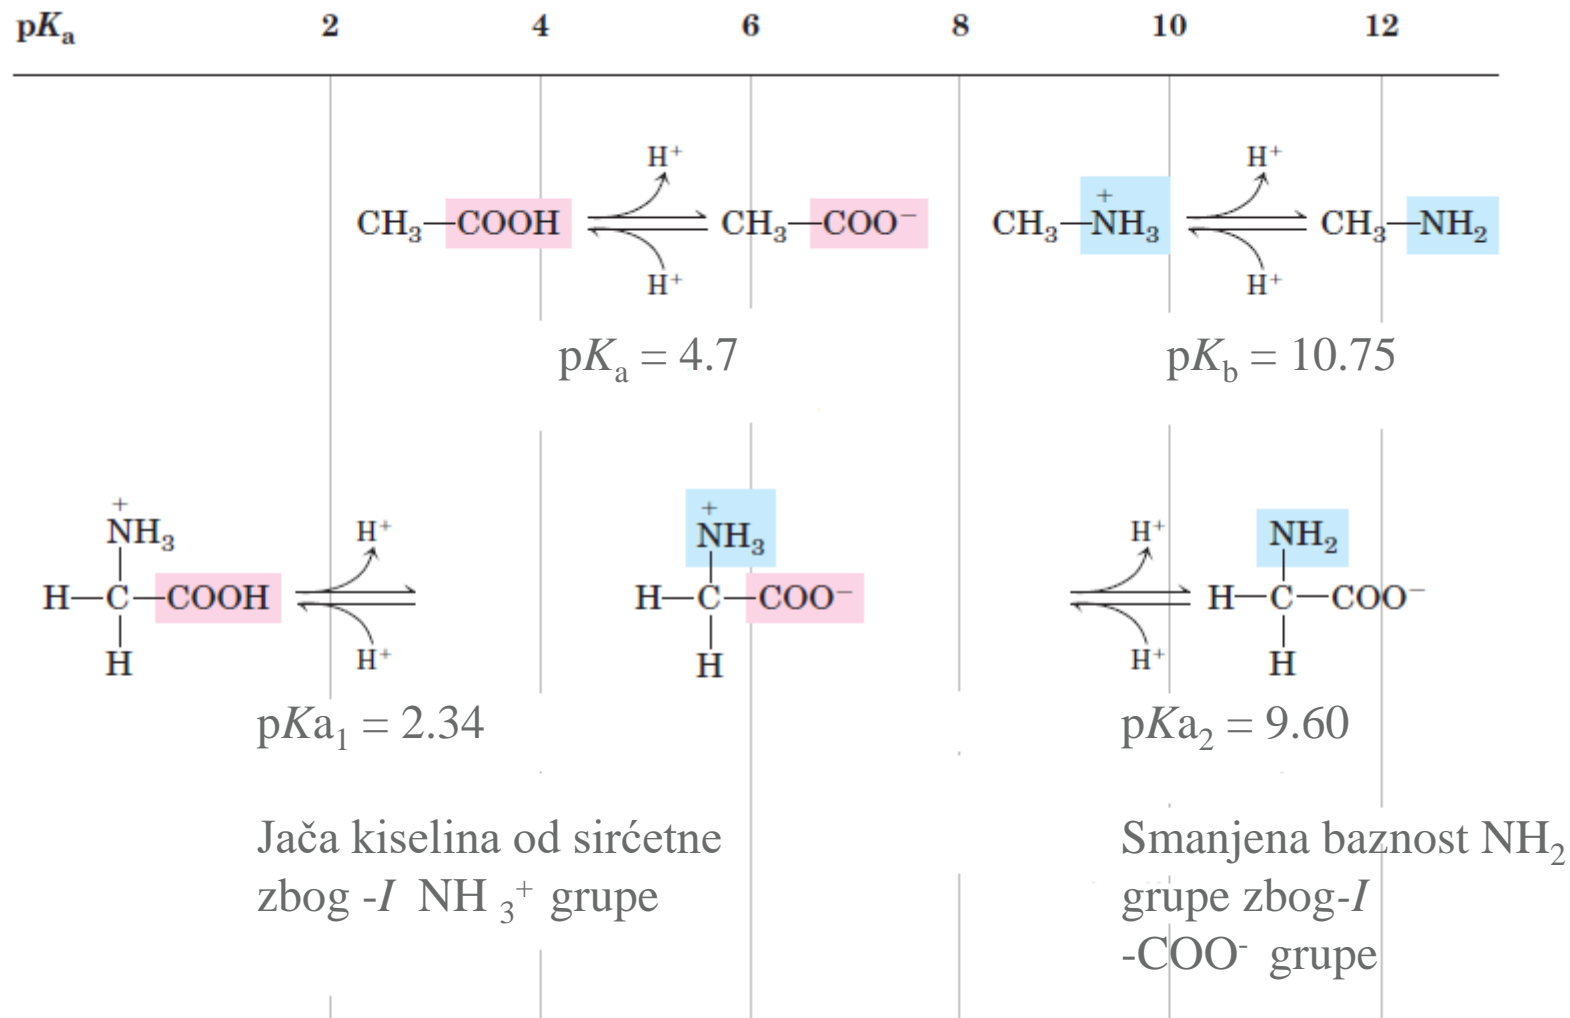 pKa 2 4 6 8 10 12
H⁺ H⁺
CH₃—COOH CH₃—COO⁻ CH₃—NH₃⁺ CH₃—NH₂
H⁺ H⁺
pKa = 4.7 pKb = 10.75
+ +
NH₃ H⁺ NH₃ H⁺ NH₂
H—C—COOH H—C—COO⁻ H—C—COO⁻
H H⁺ H H⁺ H
pKa₁ = 2.34 pKa₂ = 9.60
Jača kiselina od sirćetne
zbog -I NH ₃⁺ grupe
Smanjena baznost NH₂
grupe zbog-I
-COO⁻ grupe